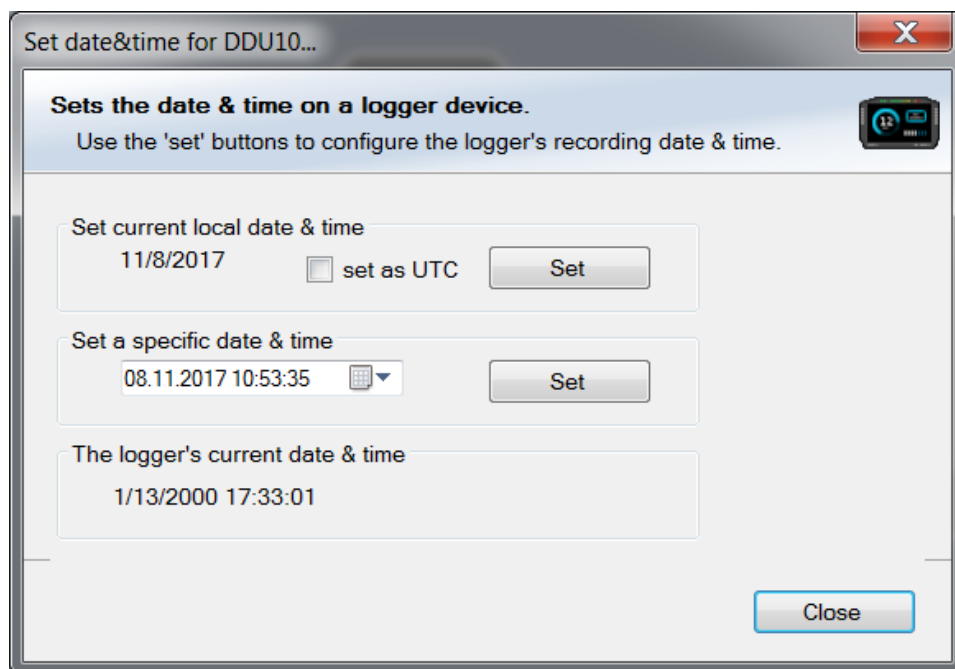 Set date&time for DDU10...
Sets the date & time on a logger device.
12
Use the 'set' buttons to configure the logger's recording date & time.
Set current local date & time
11/8/2017
set as UTC
Set
Set a specific date & time
08.11.2017 10:53:35
Set
The logger's current date & time
1/13/2000 17:33:01
Close